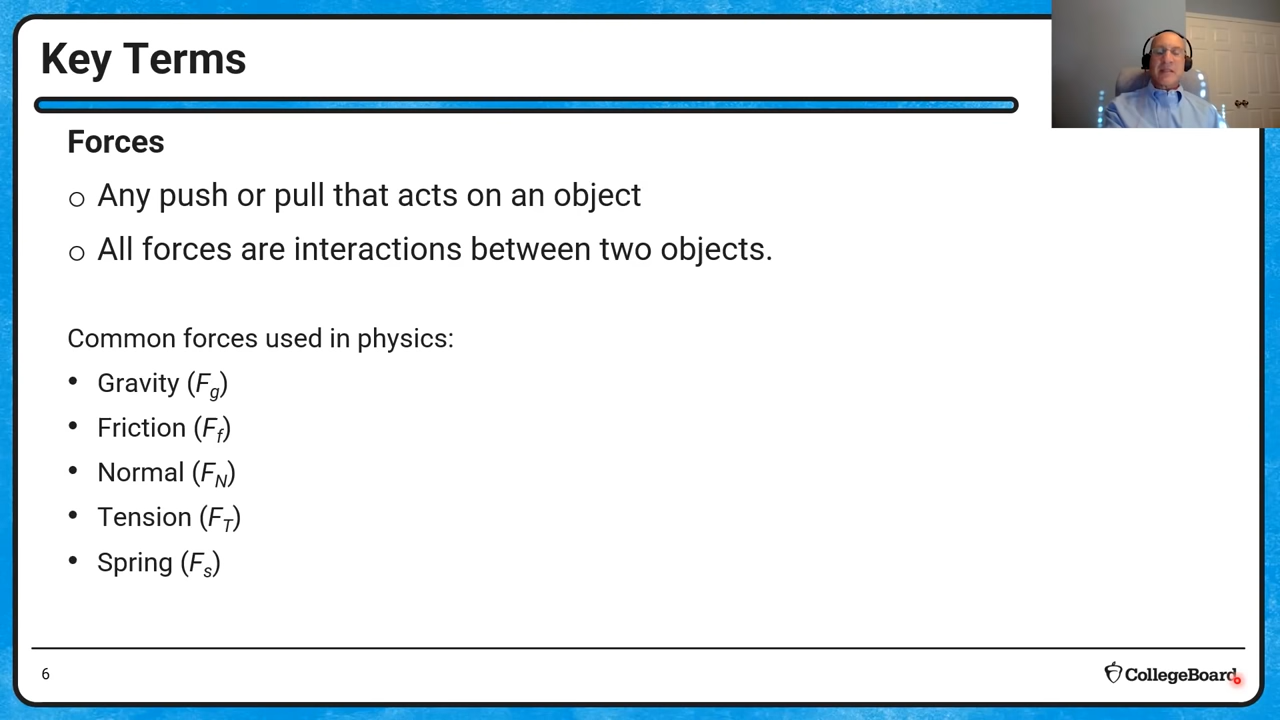 Key Terms
Forces
o Any push or pull that acts on an object
o All forces are interactions between two objects.
Common forces used in physics:
• Gravity (Fg)
• Friction (Ff)
• Normal (FN)
• Tension (FT)
• Spring (Fs)
6
CollegeBoard